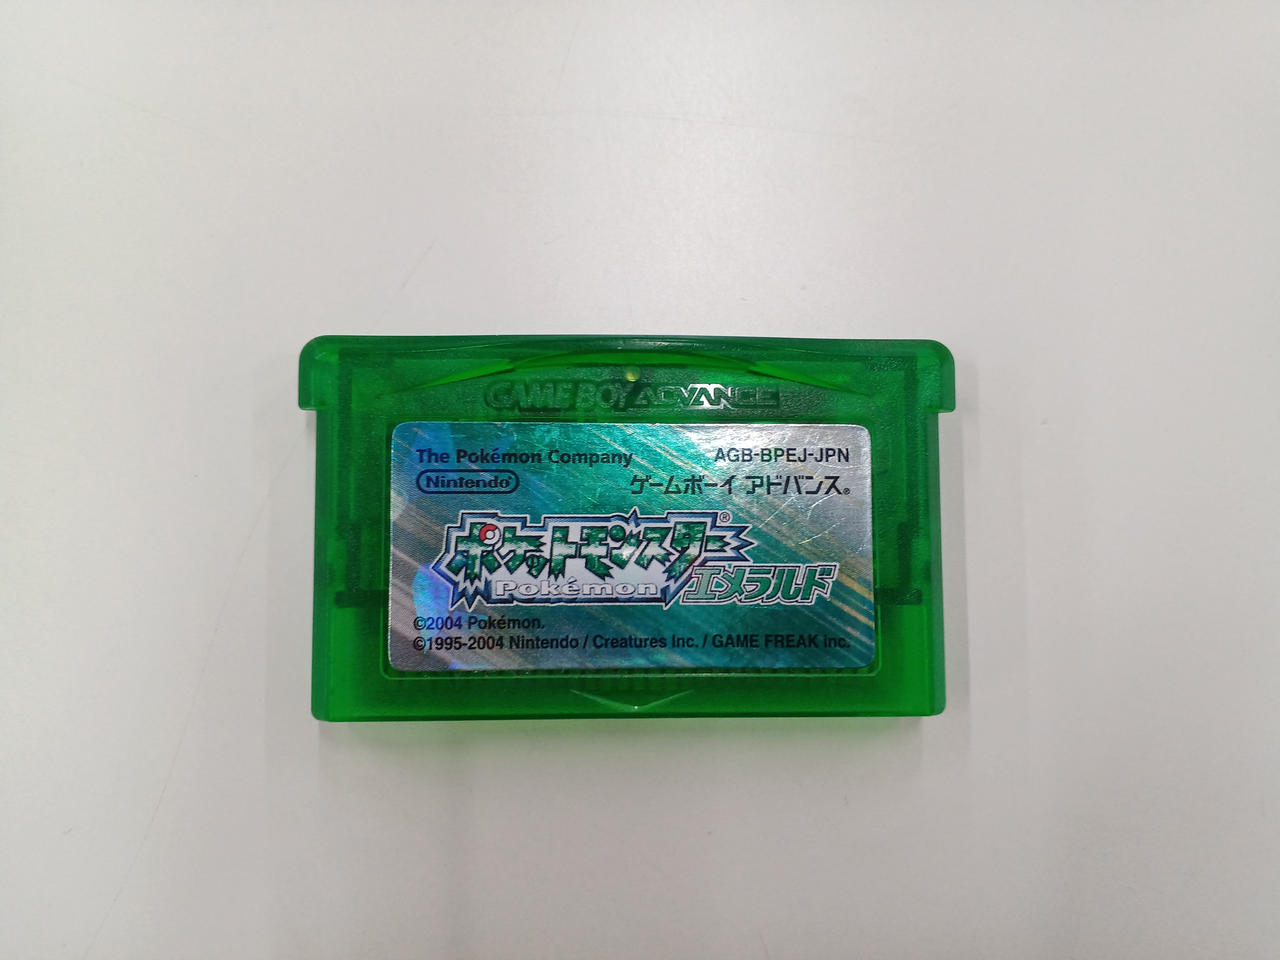 GAME BOY ADVANCE
The Pokémon Company
AGB-BPEJ-JPN
Nintendo®
ゲームボーイ アドバンス®
ポケットモンスター®
Pokémon
エメラルド
©2004 Pokémon.
©1995-2004 Nintendo / Creatures Inc. / GAME FREAK inc.